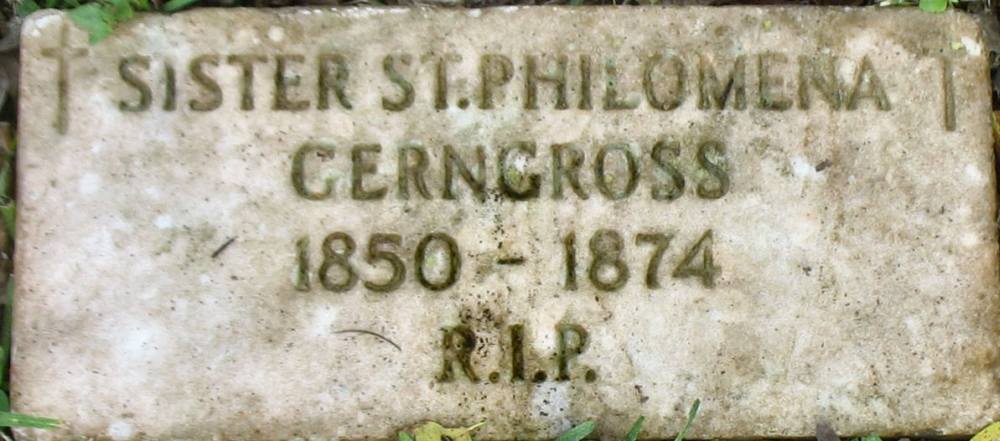 SISTER ST.PHILOMENA
GERNGROSS
1850 - 1874
R.I.P.